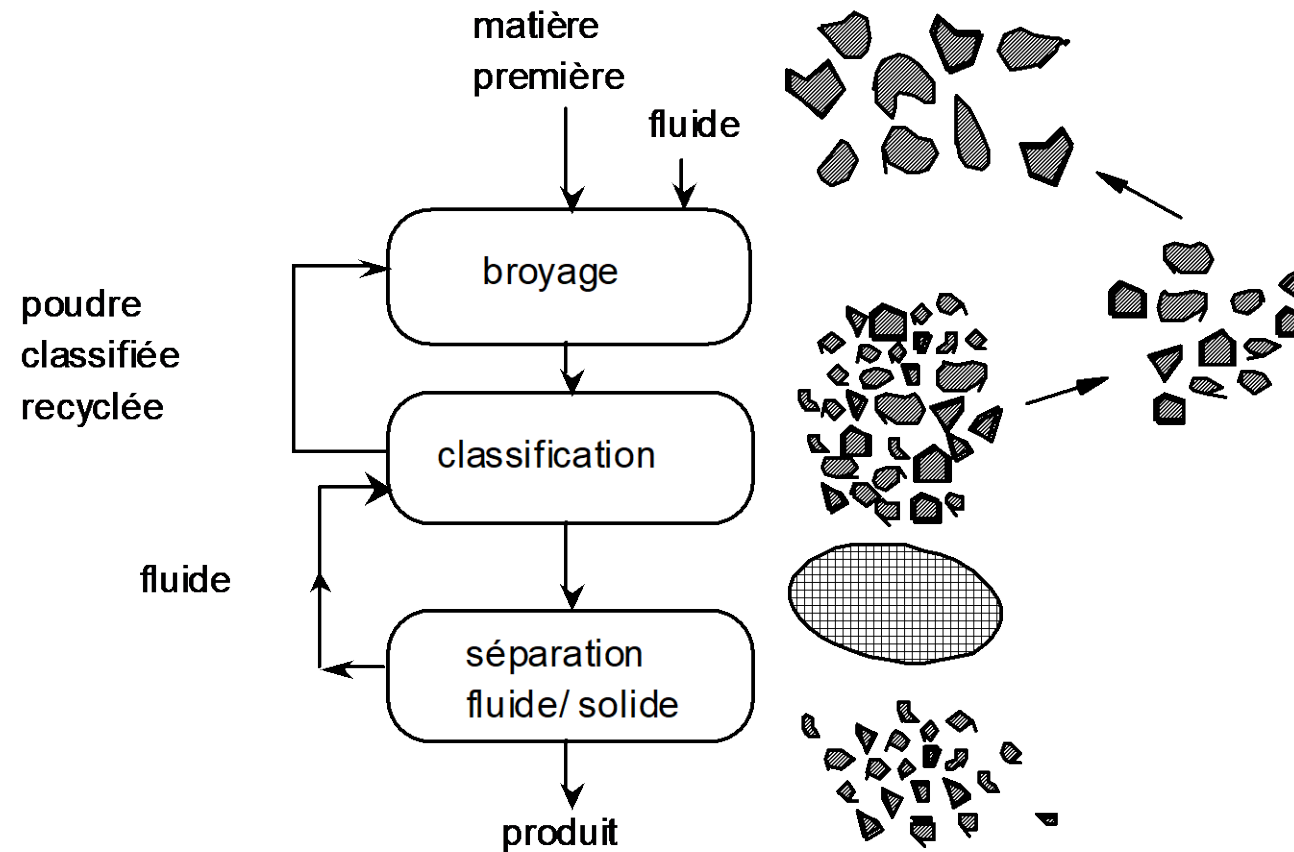 matière
première
fluide
broyage
poudre
classifiée
recyclée
classification
fluide
séparation
fluide/ solide
produit